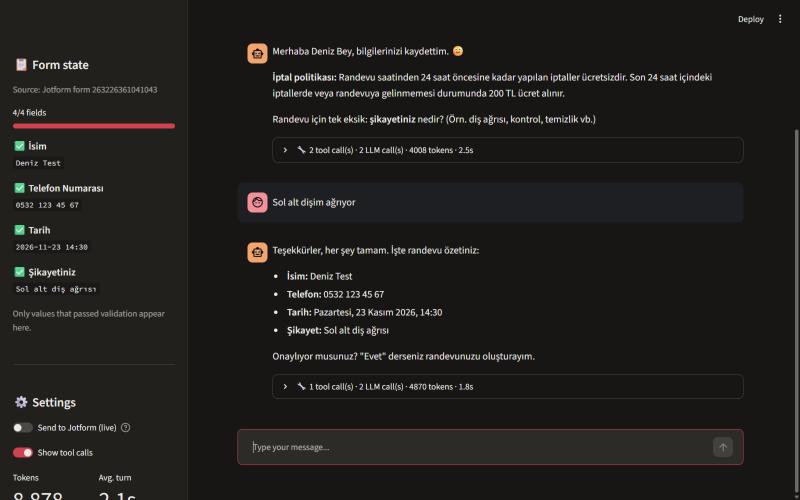 Deploy
Form state
Source: Jotform form 263226361041043
4/4 fields
İsim
Deniz Test
Telefon Numarası
0532 123 45 67
Tarih
2026-11-23 14:30
Şikayetiniz
Sol alt diş ağrısı
Only values that passed validation appear
here.
Settings
Send to Jotform (live)
Show tool calls
Tokens Avg. turn
8,878 2.1s
Merhaba Deniz Bey, bilgilerinizi kaydettim. 😀
İptal politikası: Randevu saatinden 24 saat öncesine kadar yapılan iptaller ücretsizdir. Son 24 saat içindeki
iptallerde veya randevuya gelinmemesi durumunda 200 TL ücret alınır.
Randevu için tek eksik: şikayetiniz nedir? (Örn. diş ağrısı, kontrol, temizlik vb.)
2 tool call(s) · 2 LLM call(s) · 4008 tokens · 2.5s
Sol alt dişim ağrıyor
Teşekkürler, her şey tamam. İşte randevu özetiniz:
• İsim: Deniz Test
• Telefon: 0532 123 45 67
• Tarih: Pazartesi, 23 Kasım 2026, 14:30
• Şikayet: Sol alt diş ağrısı
Onaylıyor musunuz? "Evet" derseniz randevunuzu oluşturayım.
1 tool call(s) · 2 LLM call(s) · 4870 tokens · 1.8s
Type your message...